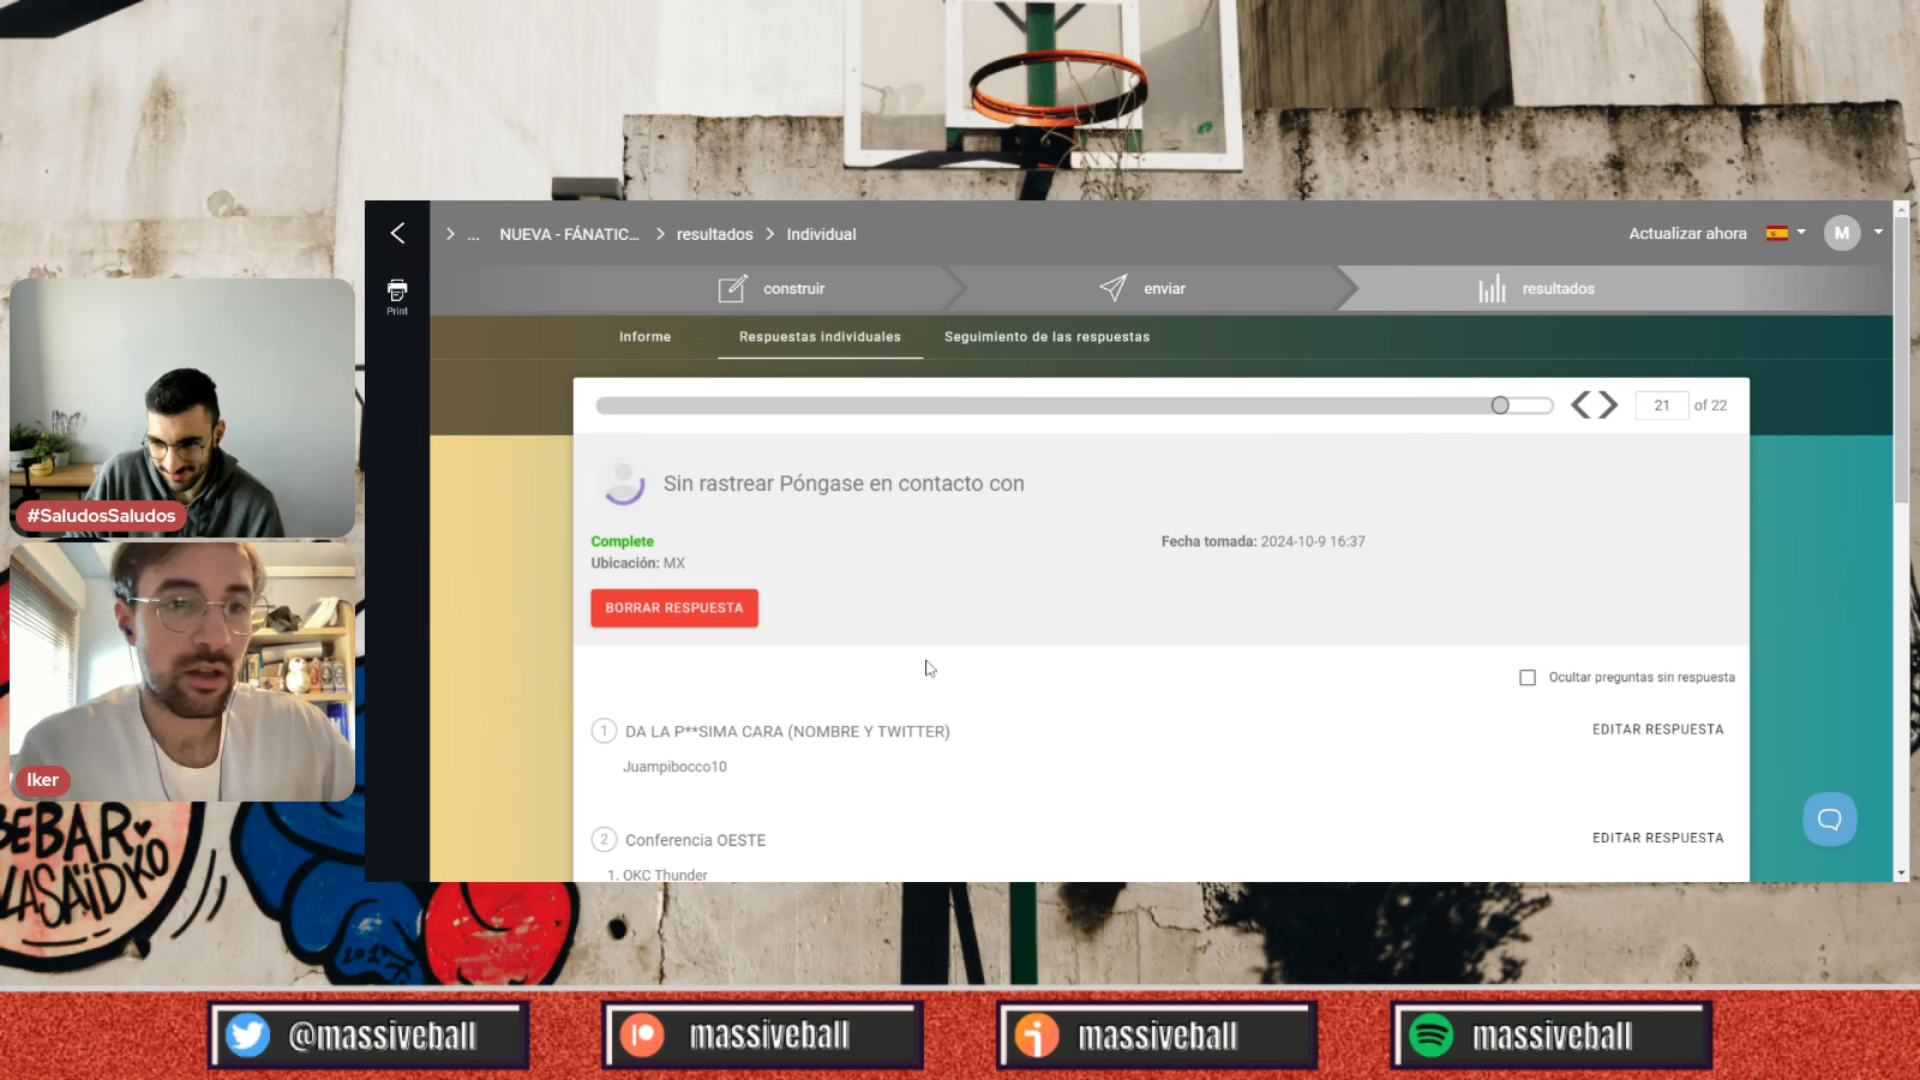 ... NUEVA - FÁNATIC... resultados Individual
Actualizar ahora M
Print
construir
enviar
resultados
Informe
Respuestas individuales
Seguimiento de las respuestas
21 of 22
Sin rastrear Póngase en contacto con
Complete
Fecha tomada: 2024-10-9 16:37
Ubicación: MX
BORRAR RESPUESTA
Ocultar preguntas sin respuesta
1 DA LA P**SIMA CARA (NOMBRE Y TWITTER)
EDITAR RESPUESTA
Juampibocco10
2 Conferencia OESTE
EDITAR RESPUESTA
1. OKC Thunder
#SaludosSaludos
Iker
@massiveball
massiveball
massiveball
massiveball